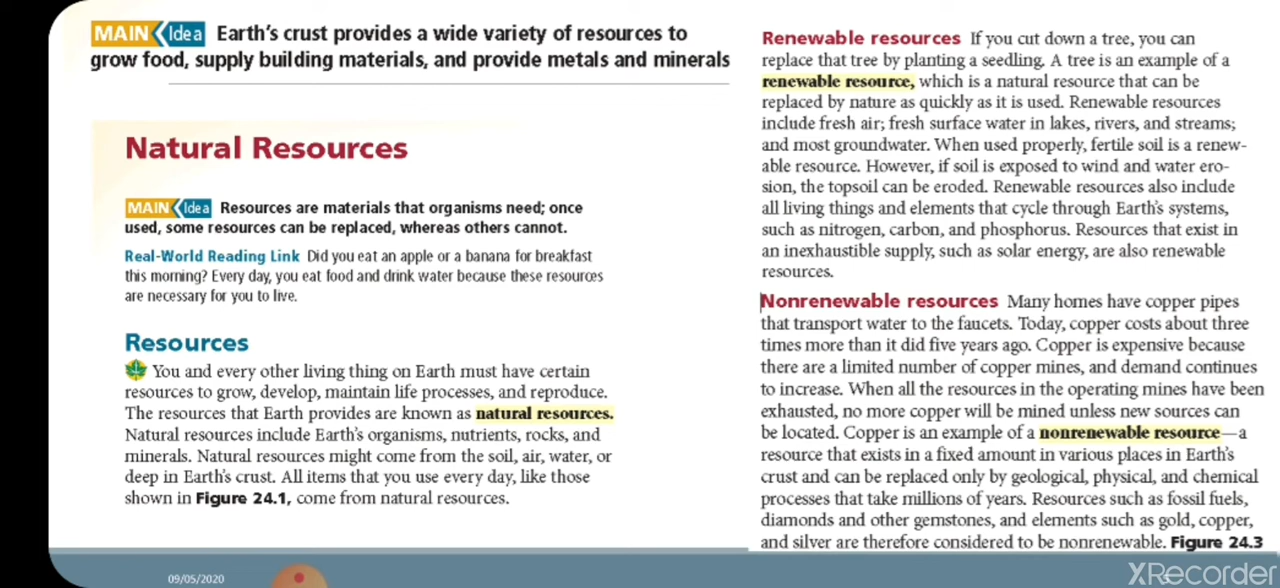 MAIN Idea Earth's crust provides a wide variety of resources to
grow food, supply building materials, and provide metals and minerals
Natural Resources
MAIN Idea Resources are materials that organisms need; once
used, some resources can be replaced, whereas others cannot.
Real-World Reading Link Did you eat an apple or a banana for breakfast
this morning? Every day, you eat food and drink water because these resources
are necessary for you to live.
Resources
You and every other living thing on Earth must have certain
resources to grow, develop, maintain life processes, and reproduce.
The resources that Earth provides are known as natural resources.
Natural resources include Earth's organisms, nutrients, rocks, and
minerals. Natural resources might come from the soil, air, water, or
deep in Earth's crust. All items that you use every day, like those
shown in Figure 24.1, come from natural resources.
Renewable resources If you cut down a tree, you can
replace that tree by planting a seedling. A tree is an example of a
renewable resource, which is a natural resource that can be
replaced by nature as quickly as it is used. Renewable resources
include fresh air; fresh surface water in lakes, rivers, and streams;
and most groundwater. When used properly, fertile soil is a renew-
able resource. However, if soil is exposed to wind and water ero-
sion, the topsoil can be eroded. Renewable resources also include
all living things and elements that cycle through Earth's systems,
such as nitrogen, carbon, and phosphorus. Resources that exist in
an inexhaustible supply, such as solar energy, are also renewable
resources.
Nonrenewable resources Many homes have copper pipes
that transport water to the faucets. Today, copper costs about three
times more than it did five years ago. Copper is expensive because
there are a limited number of copper mines, and demand continues
to increase. When all the resources in the operating mines have been
exhausted, no more copper will be mined unless new sources can
be located. Copper is an example of a nonrenewable resource—a
resource that exists in a fixed amount in various places in Earth's
crust and can be replaced only by geological, physical, and chemical
processes that take millions of years. Resources such as fossil fuels,
diamonds and other gemstones, and elements such as gold, copper,
and silver are therefore considered to be nonrenewable. Figure 24.3
09/05/2020
XRecorder